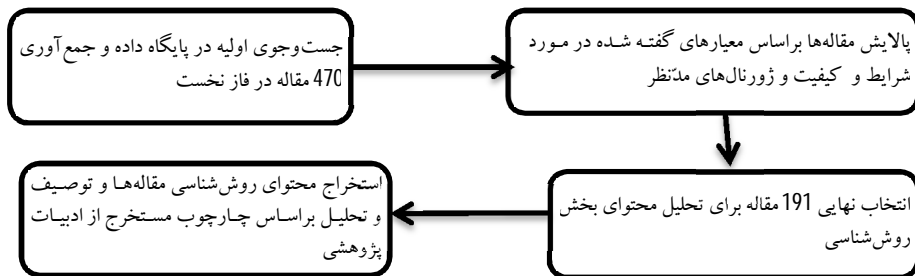 جست‌وجوی اولیه در پایگاه داده و جمع‌آوری
470 مقاله در فاز نخست
پالایش مقاله‌ها براساس معیارهای گفته شده در مورد
شرایط و کیفیت و ژورنال‌های مدّنظر
انتخاب نهایی 191 مقاله برای تحلیل محتوای بخش
روش‌شناسی
استخراج محتوای روش‌شناسی مقاله‌ها و توصیف
و تحلیل براساس چارچوب مستخرج از ادبیات
پژوهشی